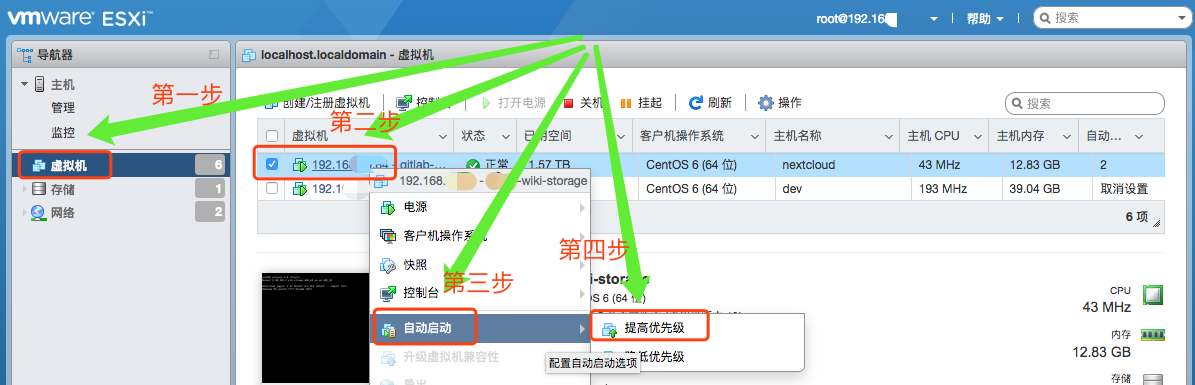 vmware ESXi
root@192.16
帮助
搜索
导航器
localhost.localdomain - 虚拟机
主机
管理
监控
虚拟机 6
存储 1
网络 2
第一步
第二步
第三步
第四步
创建/注册虚拟机
控制
打开电源
关机
挂起
刷新
操作
搜索
虚拟机
状态
已用空间
客户机操作系统
主机名称
主机 CPU
主机内存
自动...
192.16 .64 - gitlab-... 正常 1.57 TB CentOS 6 (64 位) nextcloud 43 MHz 12.83 GB 2
192.1 CentOS 6 (64 位) dev 193 MHz 39.04 GB 取消设置
6 项
192.168. - -wiki-storage
电源
客户机操作系统
快照
控制台
自动启动
升级虚拟机兼容性
导出
提高优先级
降低优先级
配置自动启动选项
i-storage
OS 6 (64 位)
CPU
43 MHz
内存
12.83 GB
存储